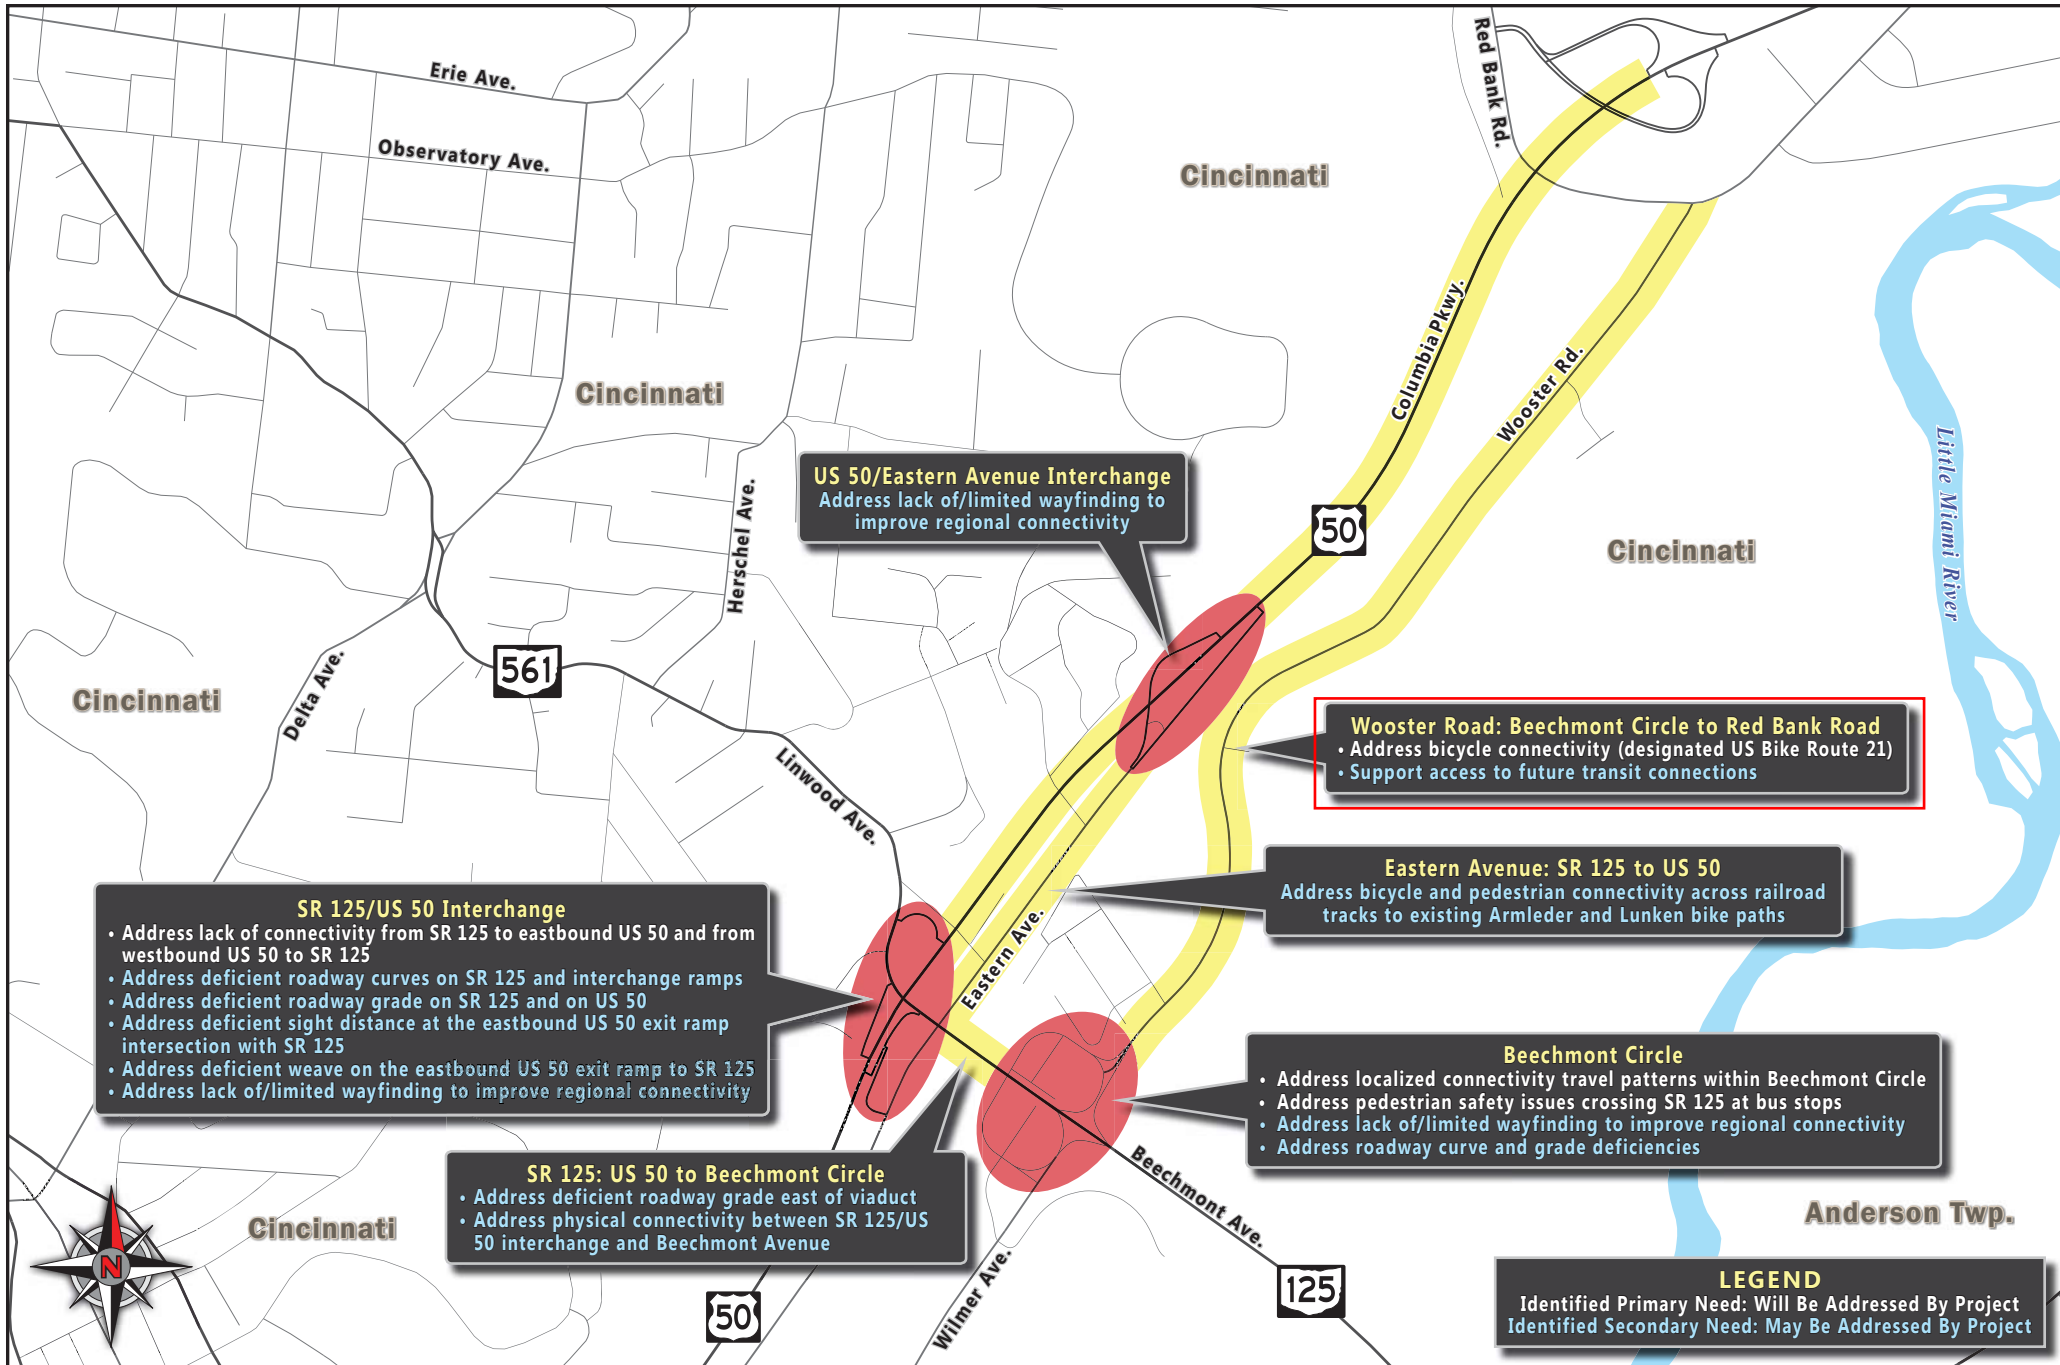 Erie Ave.
Observatory Ave.
Red Bank Rd.
Cincinnati
Cincinnati
Columbia Pkwy.
Wooster Rd.
US 50/Eastern Avenue Interchange
Address lack of/limited wayfinding to
improve regional connectivity
50
Cincinnati
Little Miami River
Herschel Ave.
561
Delta Ave.
Cincinnati
Linwood Ave.
Wooster Road: Beechmont Circle to Red Bank Road
• Address bicycle connectivity (designated US Bike Route 21)
• Support access to future transit connections
Eastern Avenue: SR 125 to US 50
Address bicycle and pedestrian connectivity across railroad
tracks to existing Armleder and Lunken bike paths
Eastern Ave.
SR 125/US 50 Interchange
• Address lack of connectivity from SR 125 to eastbound US 50 and from
westbound US 50 to SR 125
• Address deficient roadway curves on SR 125 and interchange ramps
• Address deficient roadway grade on SR 125 and on US 50
• Address deficient sight distance at the eastbound US 50 exit ramp
intersection with SR 125
• Address deficient weave on the eastbound US 50 exit ramp to SR 125
• Address lack of/limited wayfinding to improve regional connectivity
Beechmont Circle
• Address localized connectivity travel patterns within Beechmont Circle
• Address pedestrian safety issues crossing SR 125 at bus stops
• Address lack of/limited wayfinding to improve regional connectivity
• Address roadway curve and grade deficiencies
SR 125: US 50 to Beechmont Circle
• Address deficient roadway grade east of viaduct
• Address physical connectivity between SR 125/US
50 interchange and Beechmont Avenue
Beechmont Ave.
Anderson Twp.
Cincinnati
N
50
Wilmer Ave.
125
LEGEND
Identified Primary Need: Will Be Addressed By Project
Identified Secondary Need: May Be Addressed By Project